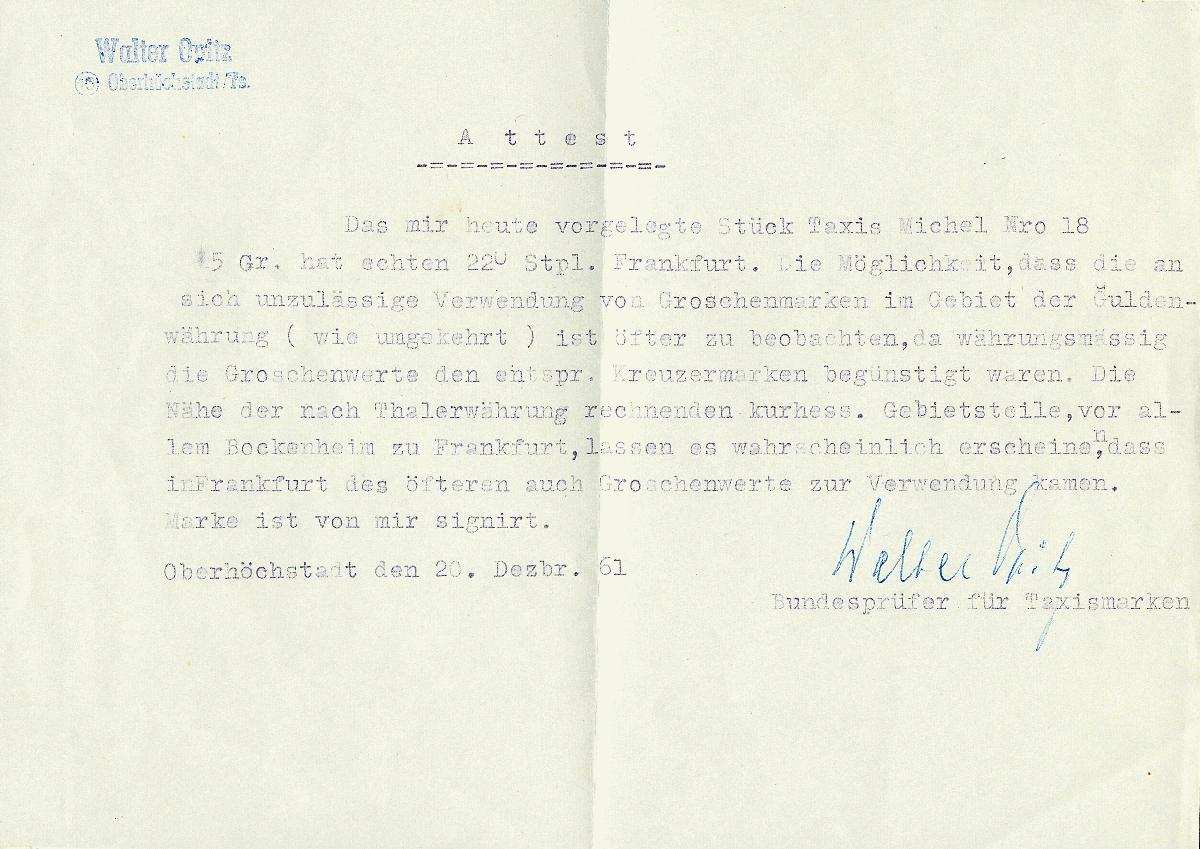 Walter Opitz
(16) Oberhöchstadt/Ts.
A t t e s t
-=-=-=-=-=-=-=-=-
Das mir heute vorgelegte Stück Taxis Michel Nro 18
5 Gr. hat echten 220 Stpl. Frankfurt. Die Möglichkeit,dass die an
sich unzulässige Verwendung von Groschenmarken im Gebiet der Gulden-
währung ( wie umgekehrt ) ist öfter zu beobachten,da währungsmässig
die Groschenwerte den entspr. Kreuzermarken begünstigt waren. Die
Nähe der nach Thalerwährung rechnenden kurhess. Gebietsteile,vor al-
lem Bockenheim zu Frankfurt,lassen es wahrscheinlich erscheinen,dass
inFrankfurt des öfteren auch Groschenwerte zur Verwendung kamen.
Marke ist von mir signirt.
Oberhöchstadt den 20. Dezbr. 61
Walter Opitz
Bundesprüfer für Taxismarken